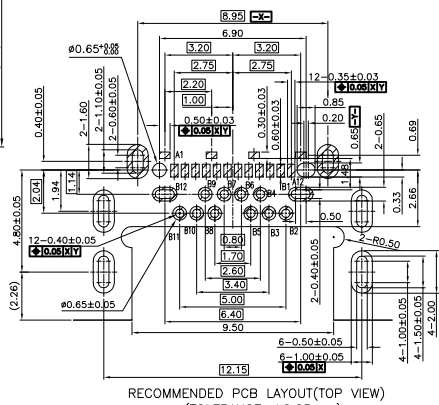 8.95 -X-
6.90
Ø0.65 +0.05 -0.00
3.20 3.20
2.75 2.75
2.20
1.00
12-0.35±0.03
⌖ 0.05 X Y
0.85
-Y-
0.20
0.50±0.03
⌖ 0.05 X Y
0.30±0.03
0.60±0.03
0.65
2-0.65
0.69
0.40±0.05
2-1.60
2-1.10±0.05
2-0.60±0.05
A1
A12
B12 B9 B7 B6 B4 B1
4.80±0.05
2.04
1.94
1.14
0.33
2.66
0.50
12-0.40±0.05
⌖ 0.05 X Y
B11 B10 B8 B5 B3 B2
0.80
1.70
2.60
3.40
5.00
6.40
9.50
12.15
2-0.40±0.05
2-R0.50
(2.26)
Ø0.65±0.05
6-0.50±0.05
6-1.00±0.05
⌖ 0.05 X
4-1.00±0.05
4-1.50±0.05
4-2.00
RECOMMENDED PCB LAYOUT(TOP VIEW)